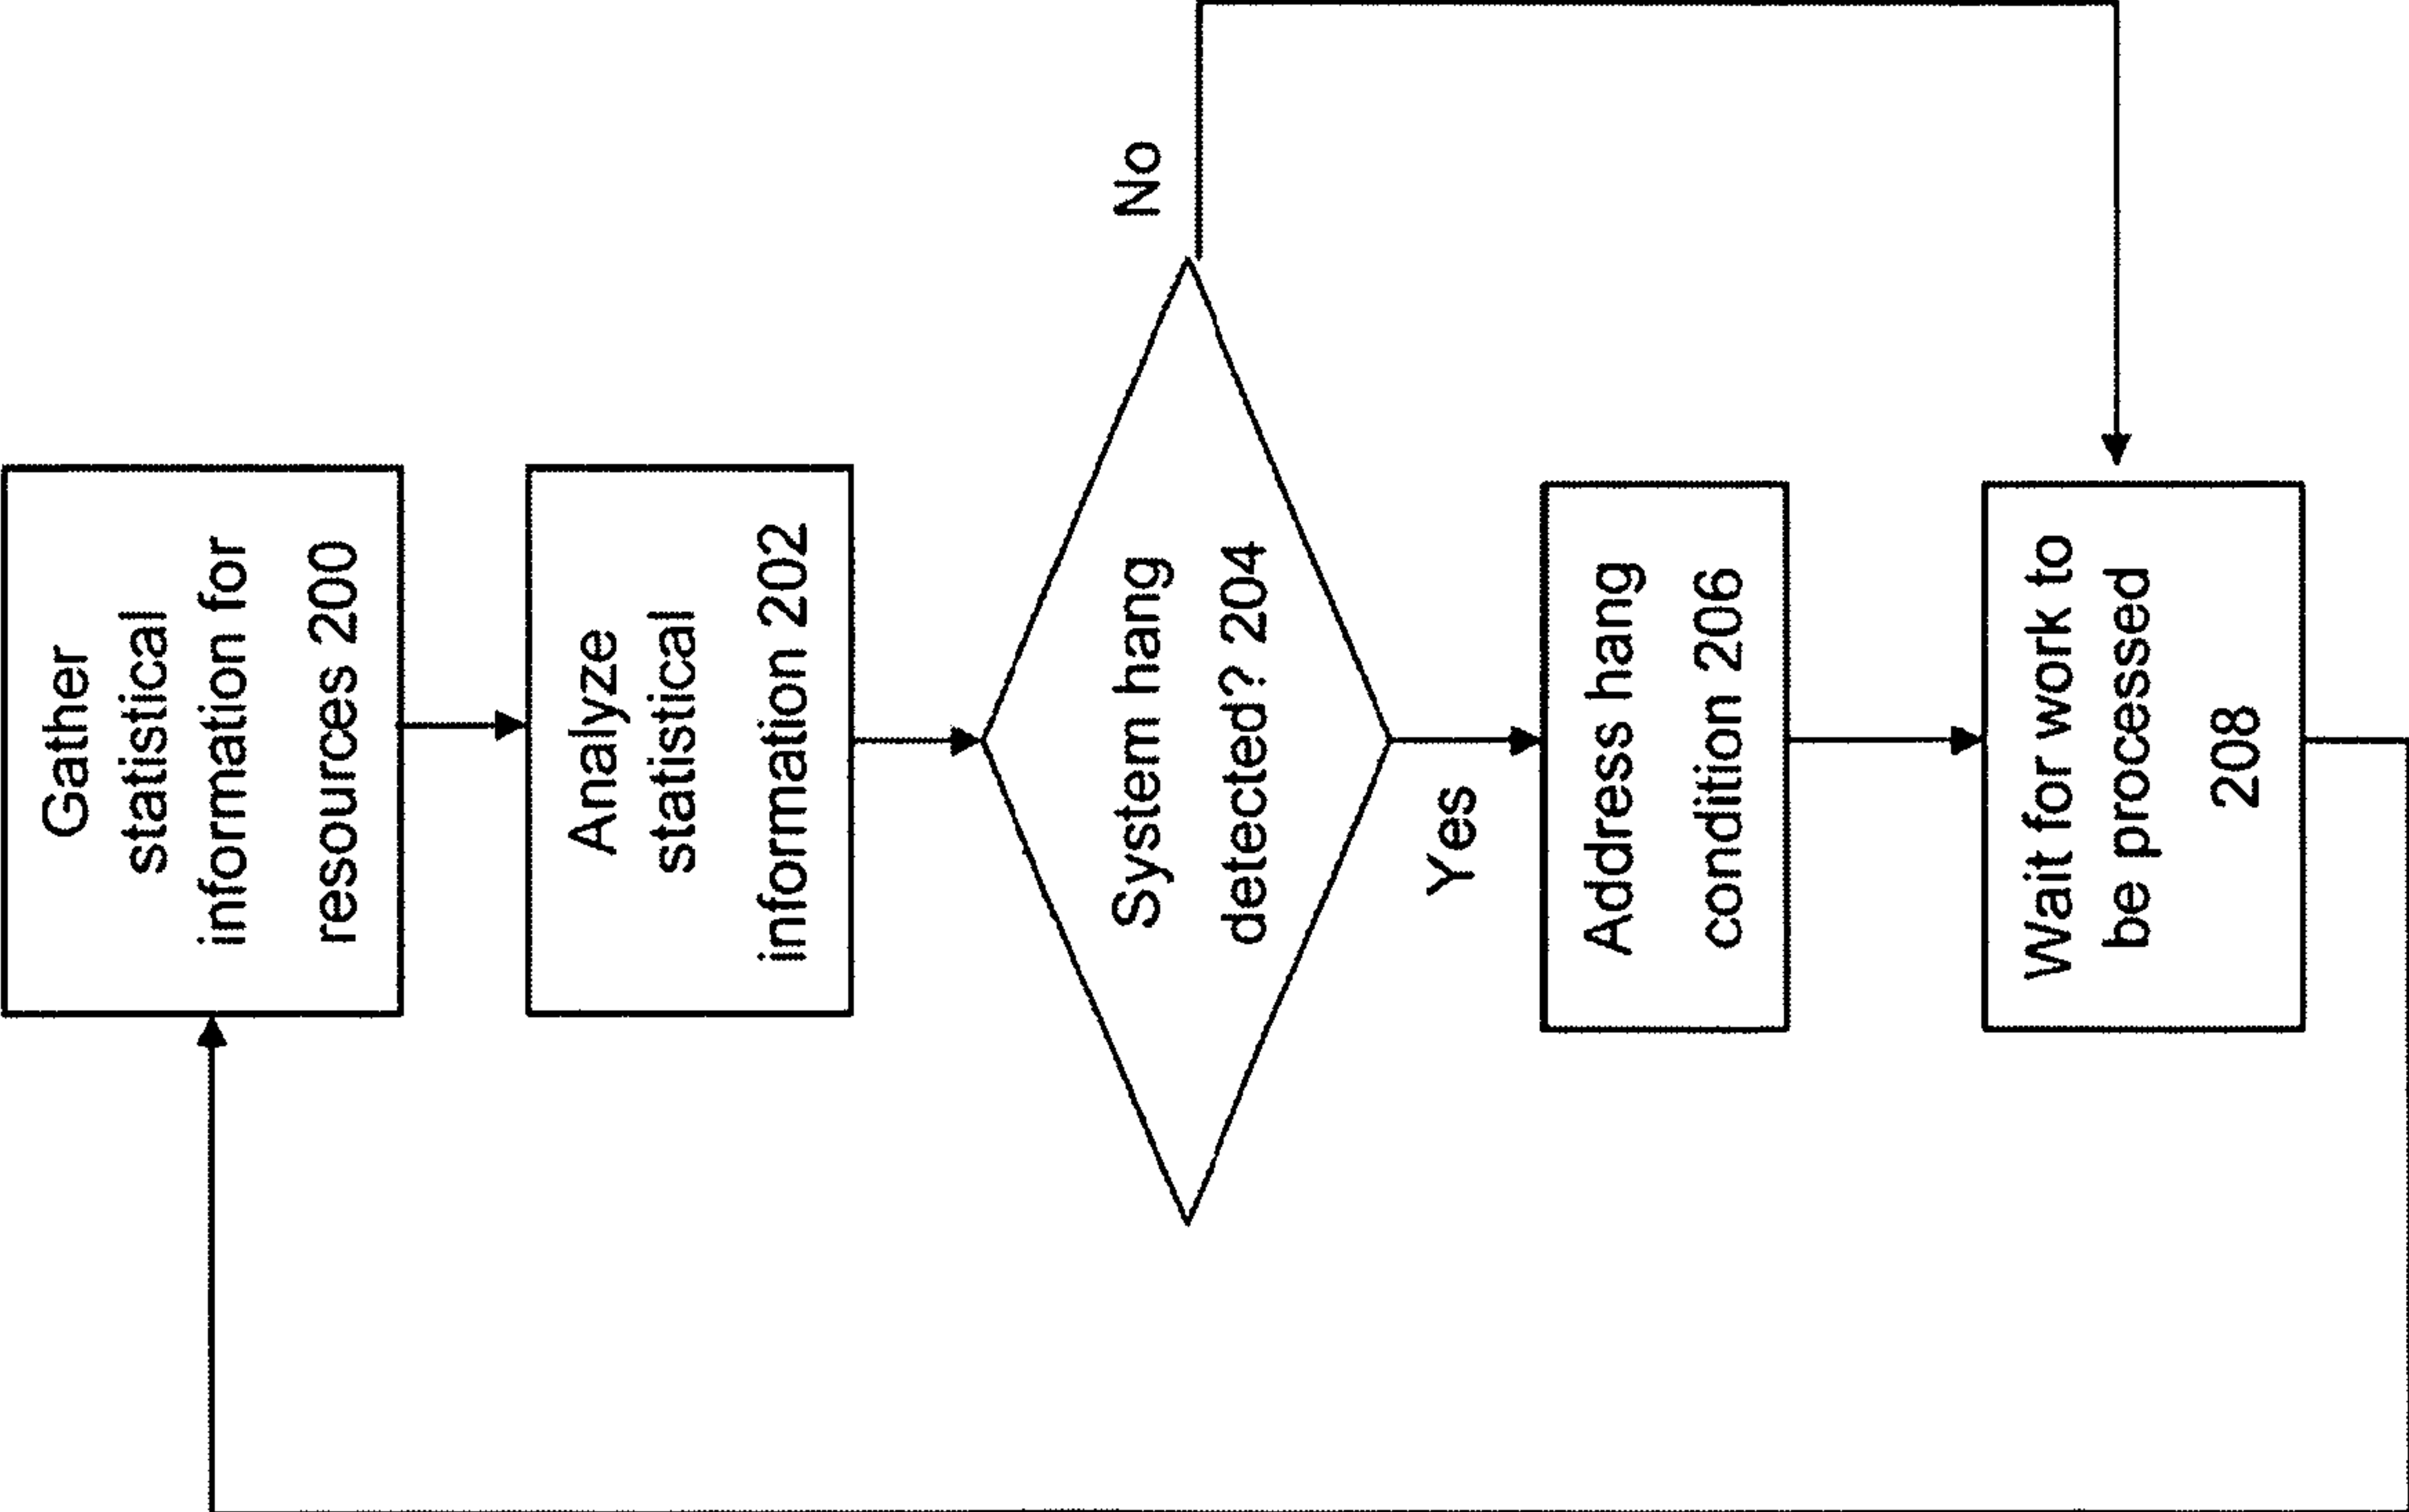 Gather
statistical
information for
resources 200
Analyze
statistical
information 202
System hang
detected? 204
No
Yes
Address hang
condition 206
Wait for work to
be processed
208